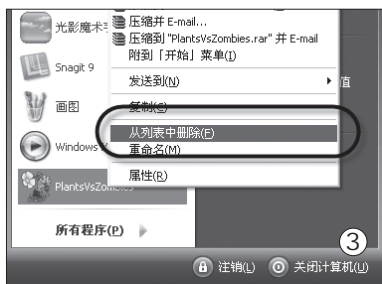 光影魔术手
压缩并 E-mail...
压缩到 "PlantsVsZombies.rar" 并 E-mail
附到「开始」菜单(I)
Snagit 9
发送到(N)
值
画图
复制(C)
从列表中删除(F)
Windows
重命名(M)
PlantsVsZombies
属性(R)
所有程序(P)
③
注销(L)
关闭计算机(U)